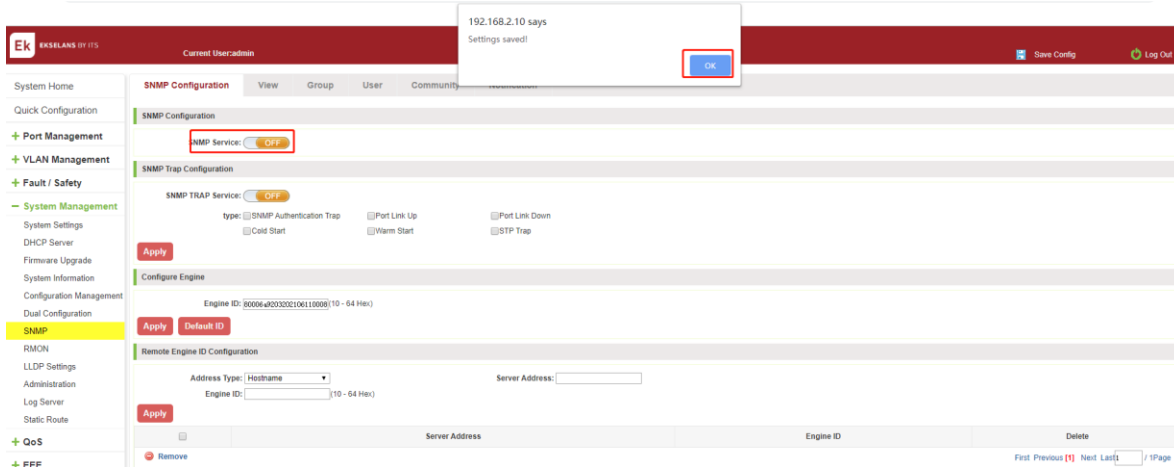 192.168.2.10 says
Settings saved!
OK
Ek EKSELANS BY ITS
Current User:admin
Save Config
Log Out
System Home
Quick Configuration
+ Port Management
+ VLAN Management
+ Fault / Safety
− System Management
System Settings
DHCP Server
Firmware Upgrade
System Information
Configuration Management
Dual Configuration
SNMP
RMON
LLDP Settings
Administration
Log Server
Static Route
+ QoS
+ EEE
SNMP Configuration View Group User Community Notification
SNMP Configuration
SNMP Service: OFF
SNMP Trap Configuration
SNMP TRAP Service: OFF
type: SNMP Authentication Trap Port Link Up Port Link Down
Cold Start Warm Start STP Trap
Apply
Configure Engine
Engine ID: 80006a9203202106110008 (10 - 64 Hex)
Apply Default ID
Remote Engine ID Configuration
Address Type: Hostname Server Address:
Engine ID: (10 - 64 Hex)
Apply
Server Address Engine ID Delete
Remove First Previous [1] Next Last 1 / 1Page